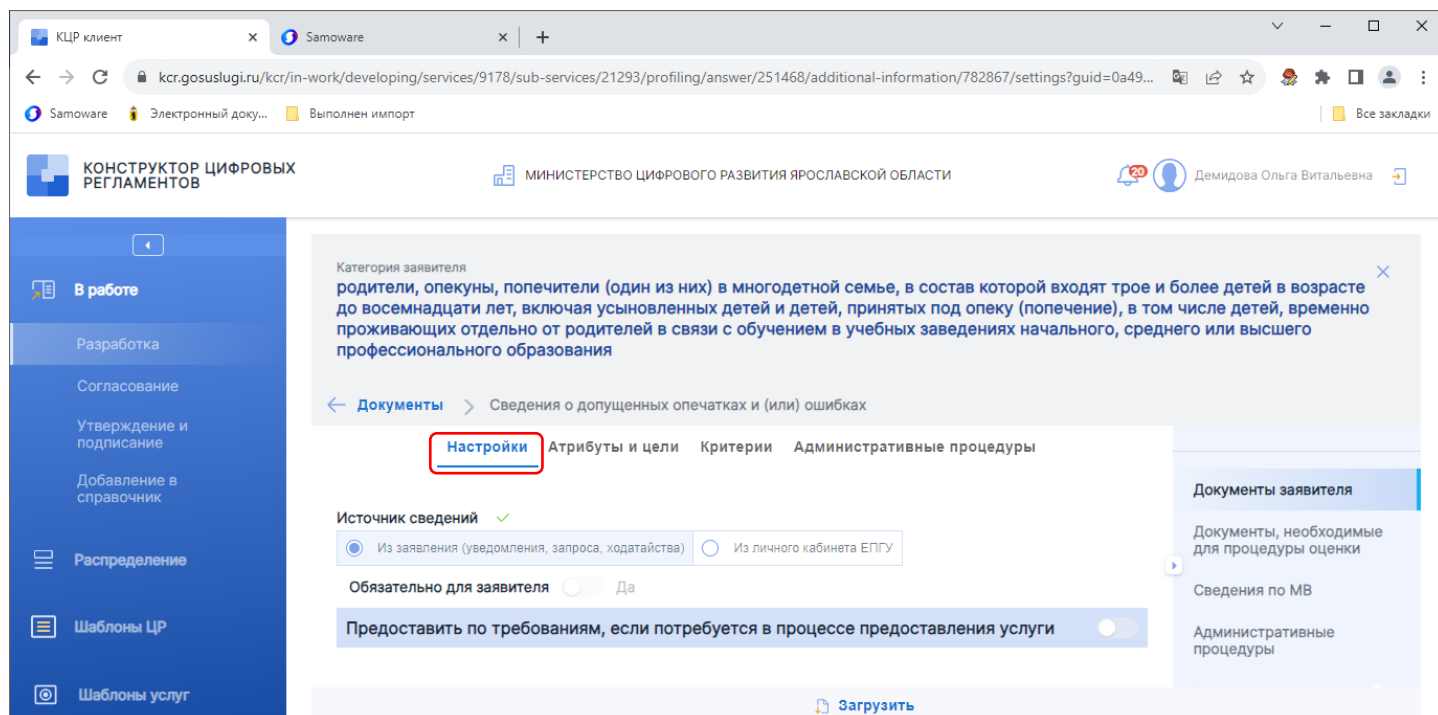 КЦР клиент
Samoware
kcr.gosuslugi.ru/kcr/in-work/developing/services/9178/sub-services/21293/profiling/answer/251468/additional-information/782867/settings?guid=0a49...
Samoware
Электронный доку...
Выполнен импорт
Все закладки
КОНСТРУКТОР ЦИФРОВЫХ
РЕГЛАМЕНТОВ
МИНИСТЕРСТВО ЦИФРОВОГО РАЗВИТИЯ ЯРОСЛАВСКОЙ ОБЛАСТИ
20
Демидова Ольга Витальевна
В работе
Разработка
Согласование
Утверждение и
подписание
Добавление в
справочник
Распределение
Шаблоны ЦР
Шаблоны услуг
Категория заявителя
родители, опекуны, попечители (один из них) в многодетной семье, в состав которой входят трое и более детей в возрасте
до восемнадцати лет, включая усыновленных детей и детей, принятых под опеку (попечение), в том числе детей, временно
проживающих отдельно от родителей в связи с обучением в учебных заведениях начального, среднего или высшего
профессионального образования
Документы
Сведения о допущенных опечатках и (или) ошибках
Настройки Атрибуты и цели Критерии Административные процедуры
Источник сведений
Из заявления (уведомления, запроса, ходатайства)
Из личного кабинета ЕПГУ
Обязательно для заявителя Да
Предоставить по требованиям, если потребуется в процессе предоставления услуги
Загрузить
Документы заявителя
Документы, необходимые
для процедуры оценки
Сведения по МВ
Административные
процедуры